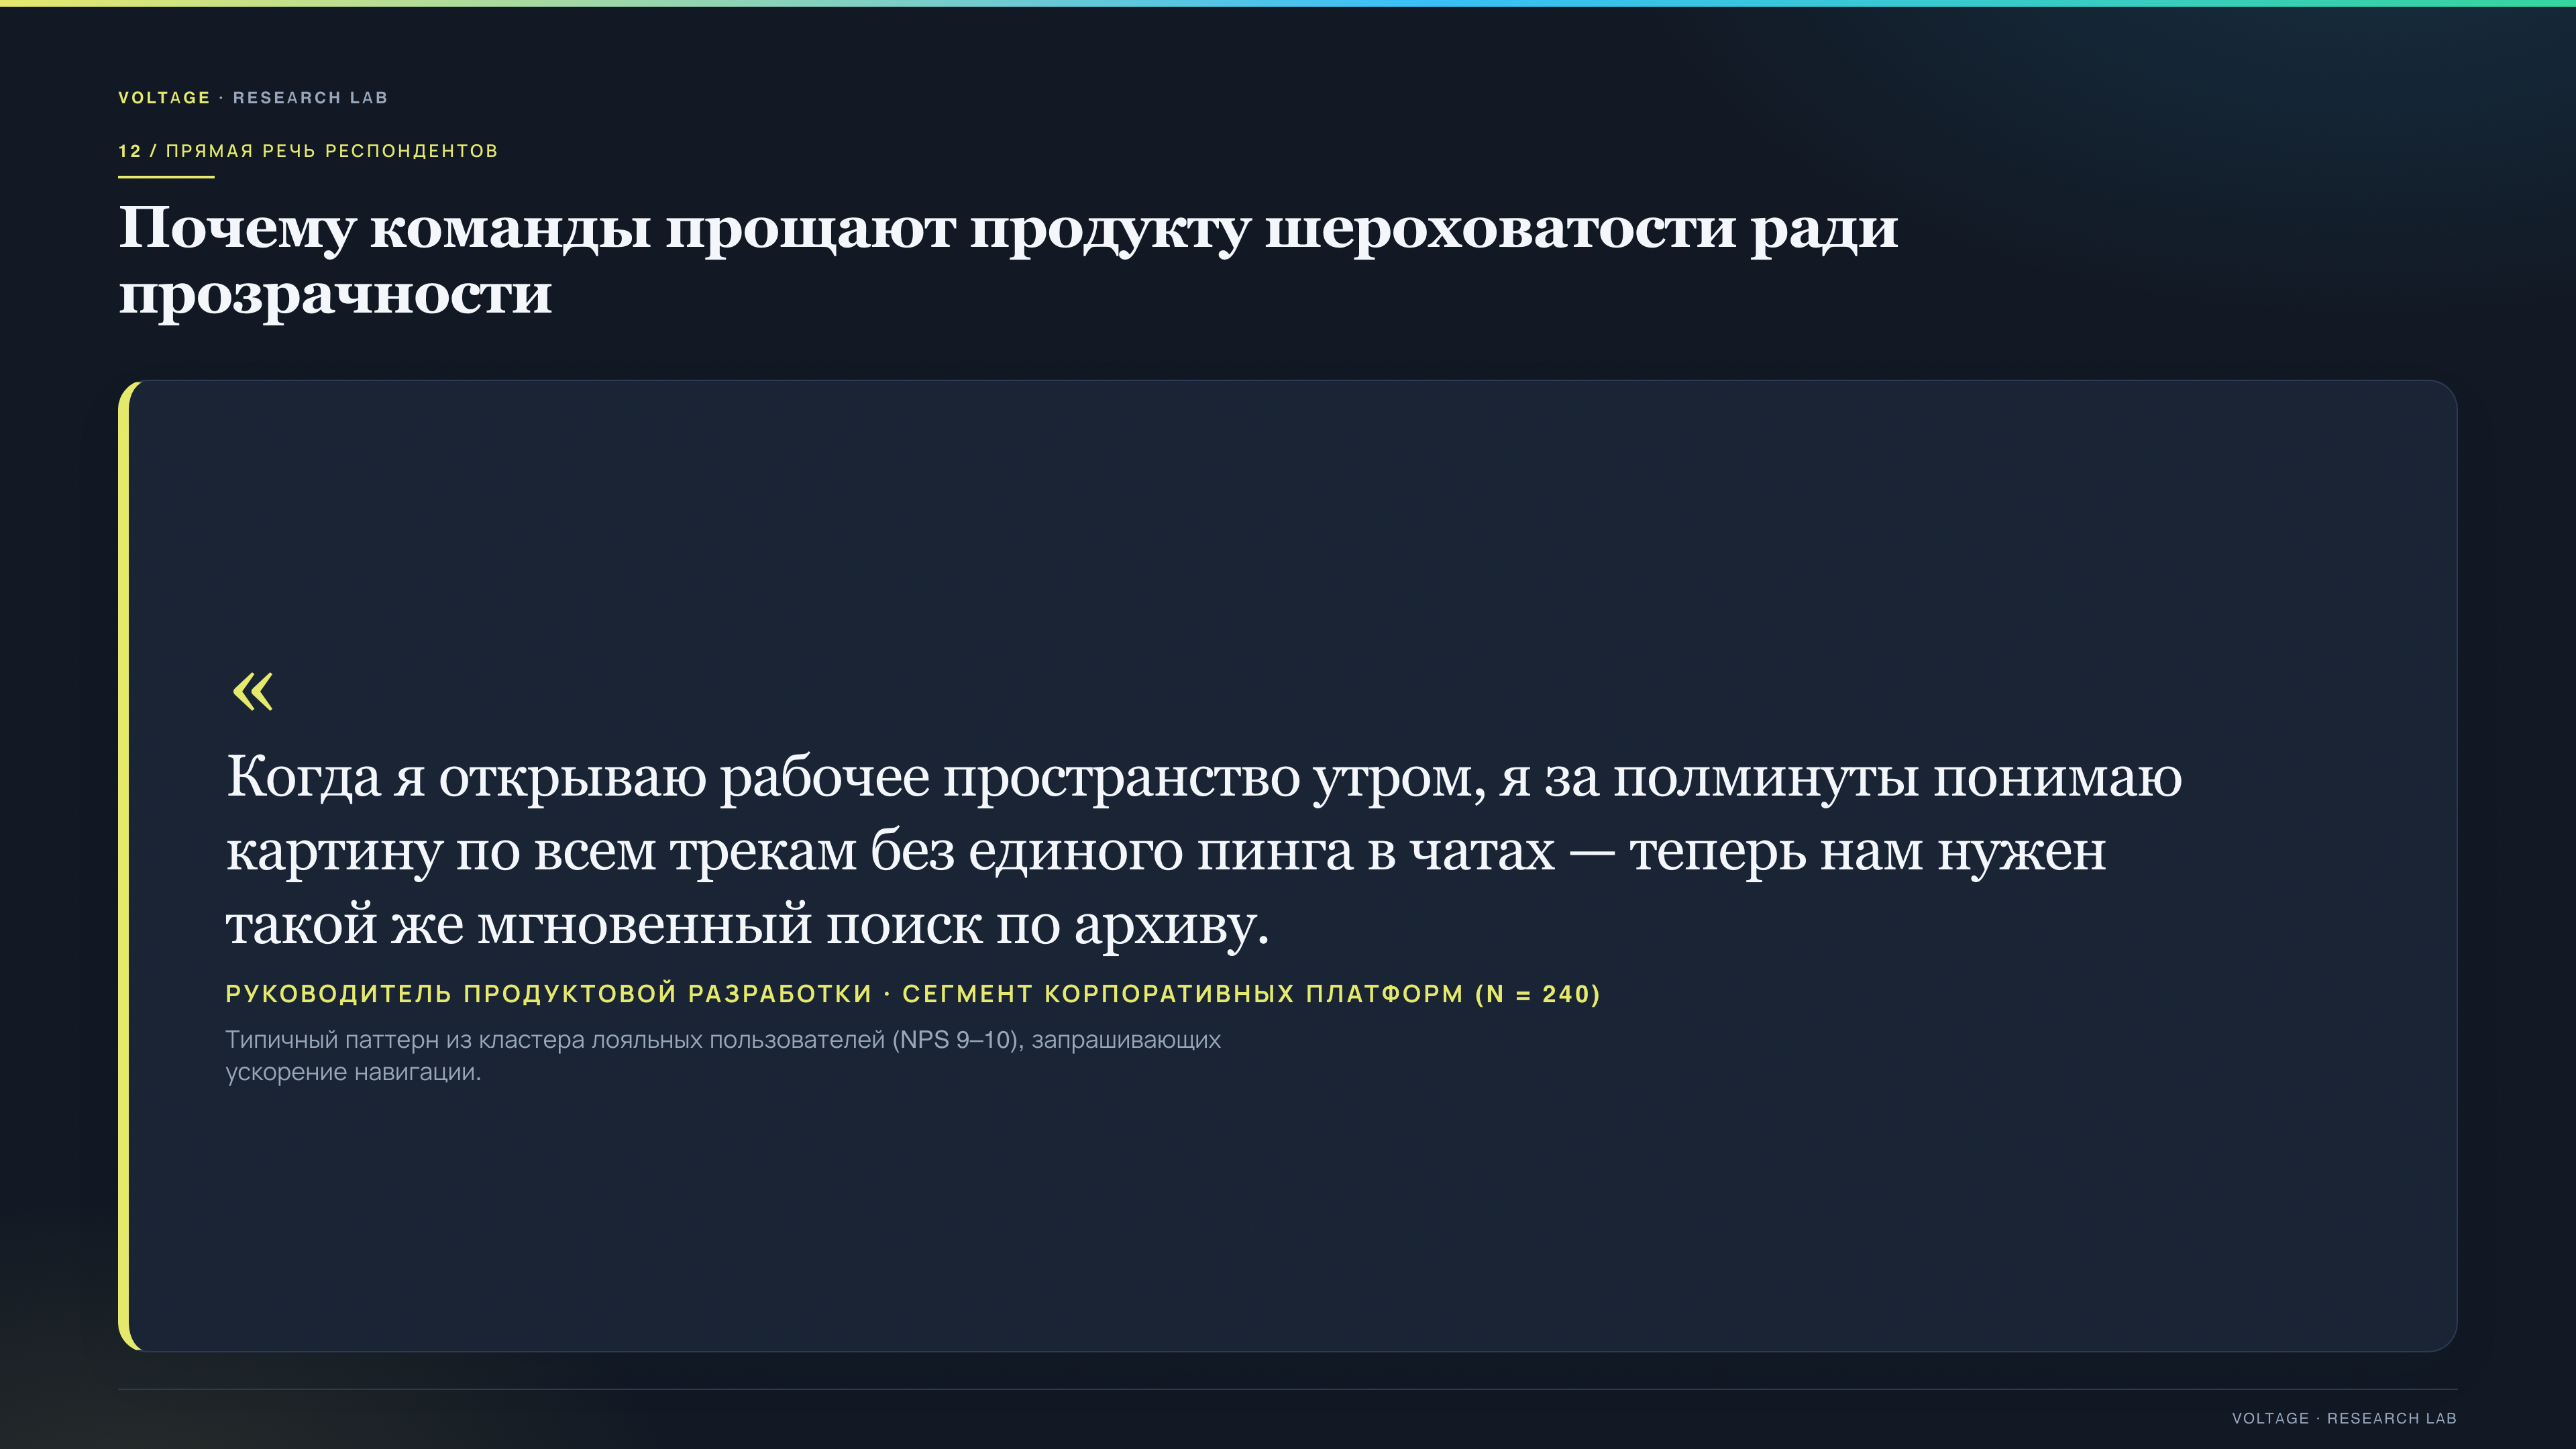 VOLTAGE · RESEARCH LAB
12 / ПРЯМАЯ РЕЧЬ РЕСПОНДЕНТОВ
Почему команды прощают продукту шероховатости ради
прозрачности
«
Когда я открываю рабочее пространство утром, я за полминуты понимаю
картину по всем трекам без единого пинга в чатах — теперь нам нужен
такой же мгновенный поиск по архиву.
РУКОВОДИТЕЛЬ ПРОДУКТОВОЙ РАЗРАБОТКИ · СЕГМЕНТ КОРПОРАТИВНЫХ ПЛАТФОРМ (N = 240)
Типичный паттерн из кластера лояльных пользователей (NPS 9–10), запрашивающих
ускорение навигации.
VOLTAGE · RESEARCH LAB